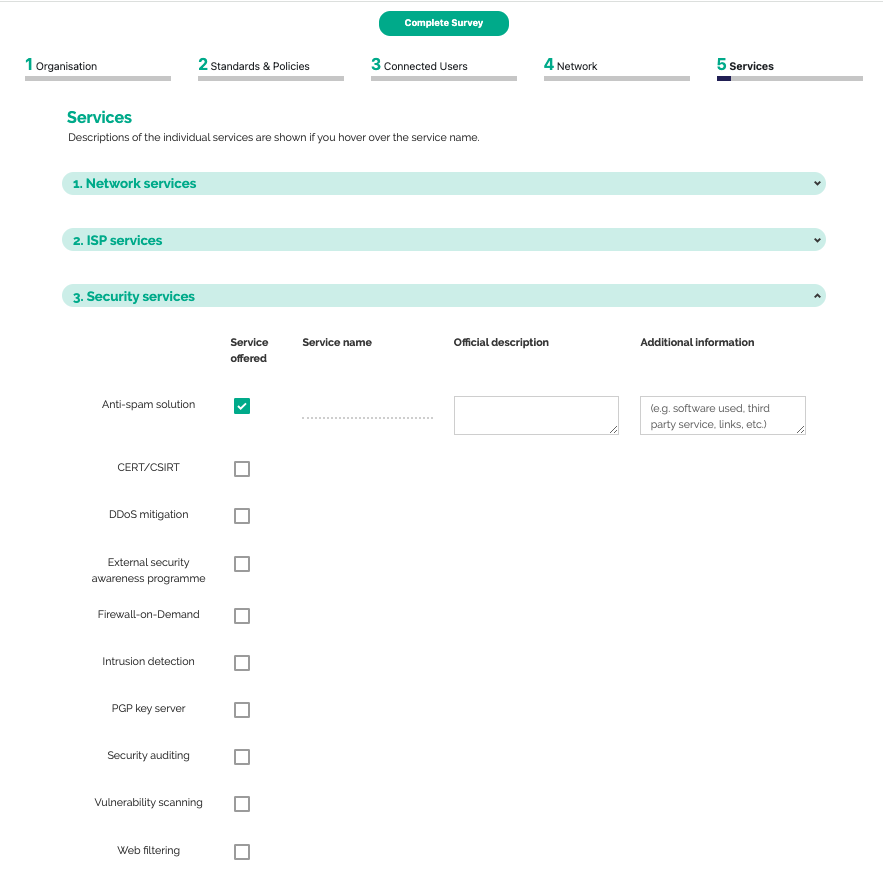 Complete Survey
1 Organisation
2 Standards & Policies
3 Connected Users
4 Network
5 Services
Services
Descriptions of the individual services are shown if you hover over the service name.
1. Network services
2. ISP services
3. Security services
Service
offered
Service name
Official description
Additional information
Anti-spam solution
(e.g. software used, third
party service, links, etc.)
CERT/CSIRT
DDoS mitigation
External security
awareness programme
Firewall-on-Demand
Intrusion detection
PGP key server
Security auditing
Vulnerability scanning
Web filtering